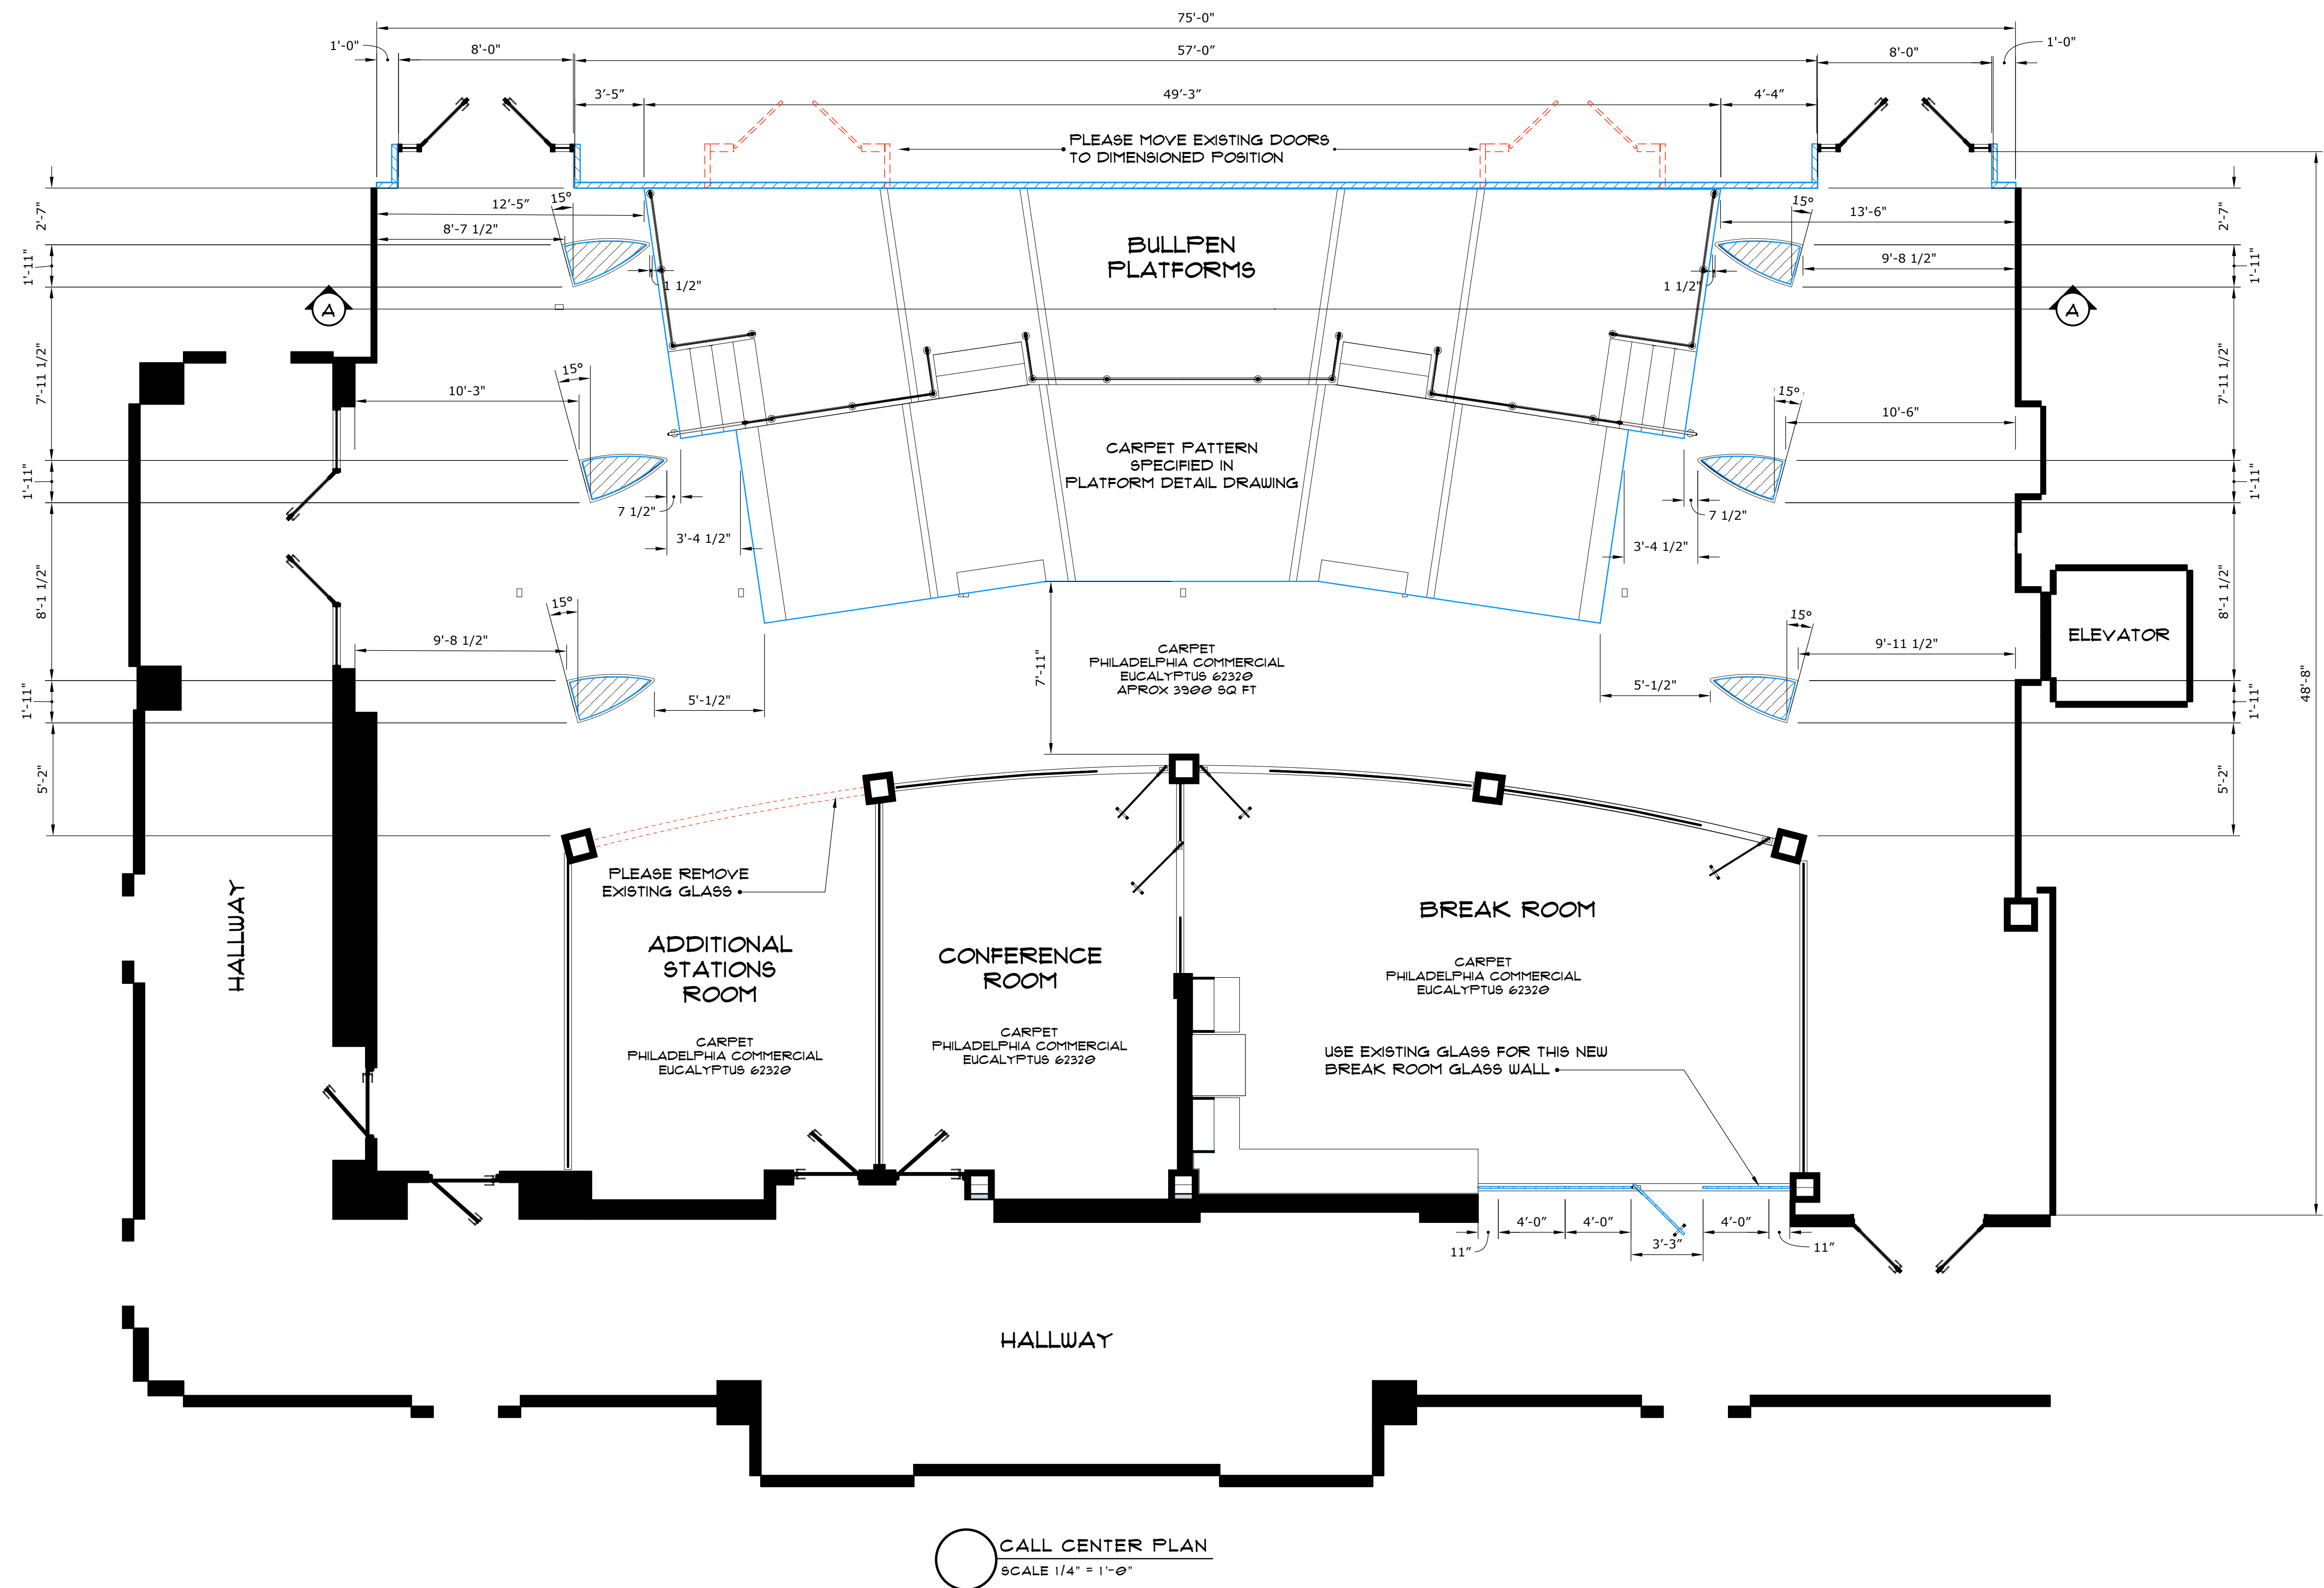 75'-0"
1'-0"
8'-0"
57'-0"
8'-0"
1'-0"
3'-5"
49'-3"
4'-4"
PLEASE MOVE EXISTING DOORS
TO DIMENSIONED POSITION
2'-7"
12'-5"
15°
8'-7 1/2"
15°
13'-6"
2'-7"
BULLPEN
PLATFORMS
9'-8 1/2"
1'-11"
1 1/2"
1 1/2"
1'-11"
A
A
7'-11 1/2"
15°
10'-3"
15°
10'-6"
7'-11 1/2"
CARPET PATTERN
SPECIFIED IN
PLATFORM DETAIL DRAWING
1'-11"
7 1/2"
7 1/2"
1'-11"
3'-4 1/2"
3'-4 1/2"
8'-1 1/2"
15°
9'-8 1/2"
15°
9'-11 1/2"
8'-1 1/2"
ELEVATOR
7'-11"
CARPET
PHILADELPHIA COMMERCIAL
EUCALYPTUS 62320
APROX 3300 SQ FT
48'-8"
1'-11"
5'-1/2"
5'-1/2"
1'-11"
5'-2"
5'-2"
PLEASE REMOVE
EXISTING GLASS
HALLWAY
ADDITIONAL
STATIONS
ROOM
CARPET
PHILADELPHIA COMMERCIAL
EUCALYPTUS 62320
CONFERENCE
ROOM
CARPET
PHILADELPHIA COMMERCIAL
EUCALYPTUS 62320
BREAK ROOM
CARPET
PHILADELPHIA COMMERCIAL
EUCALYPTUS 62320
USE EXISTING GLASS FOR THIS NEW
BREAK ROOM GLASS WALL
4'-0"
4'-0"
4'-0"
11"
3'-3"
11"
HALLWAY
CALL CENTER PLAN
SCALE 1/4" = 1'-0"